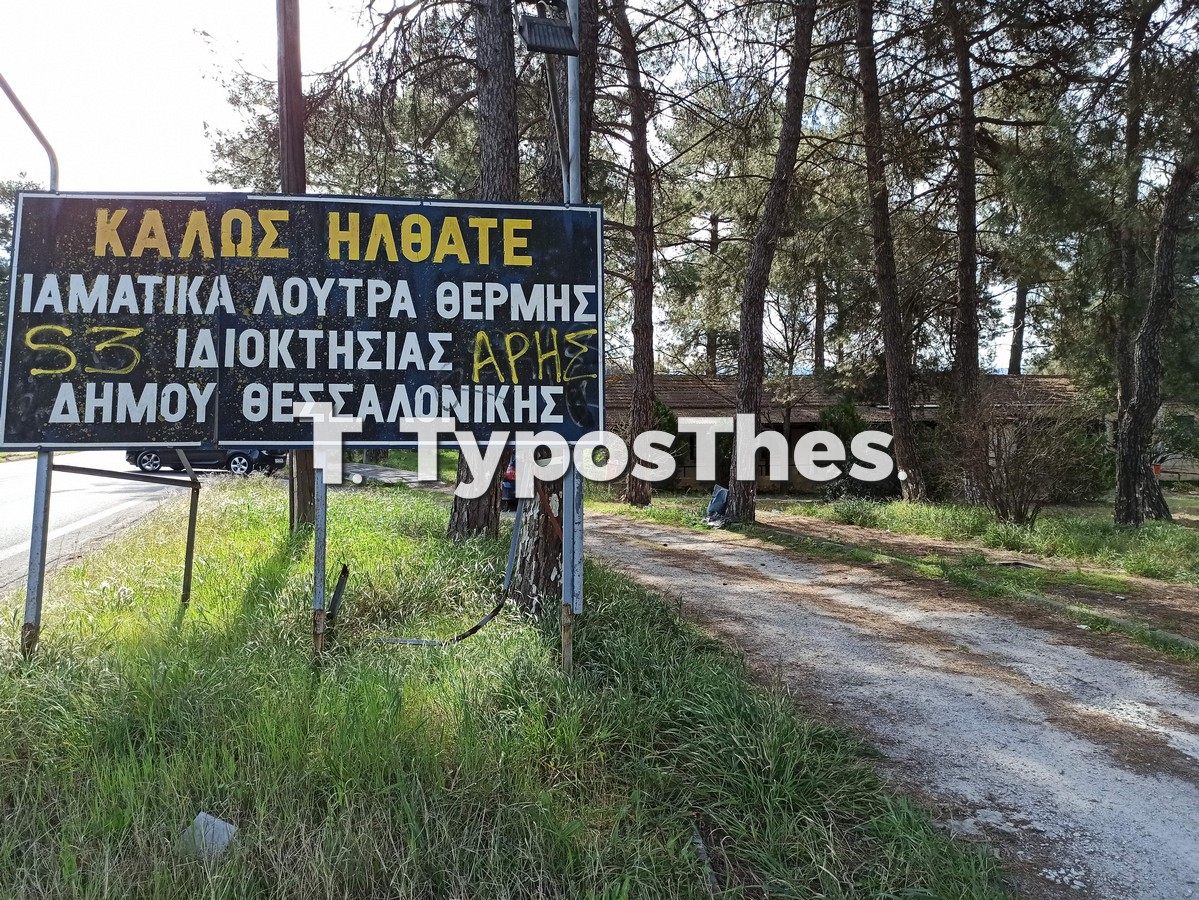 ΚΑΛΩΣ ΗΛΘΑΤΕ
ΙΑΜΑΤΙΚΑ ΛΟΥΤΡΑ ΘΕΡΜΗΣ
S3 ΙΔΙΟΚΤΗΣΙΑΣ ΑΡΗΣ
ΔΗΜΟΥ ΘΕΣΣΑΛΟΝΙΚΗΣ
T. TyposThes.